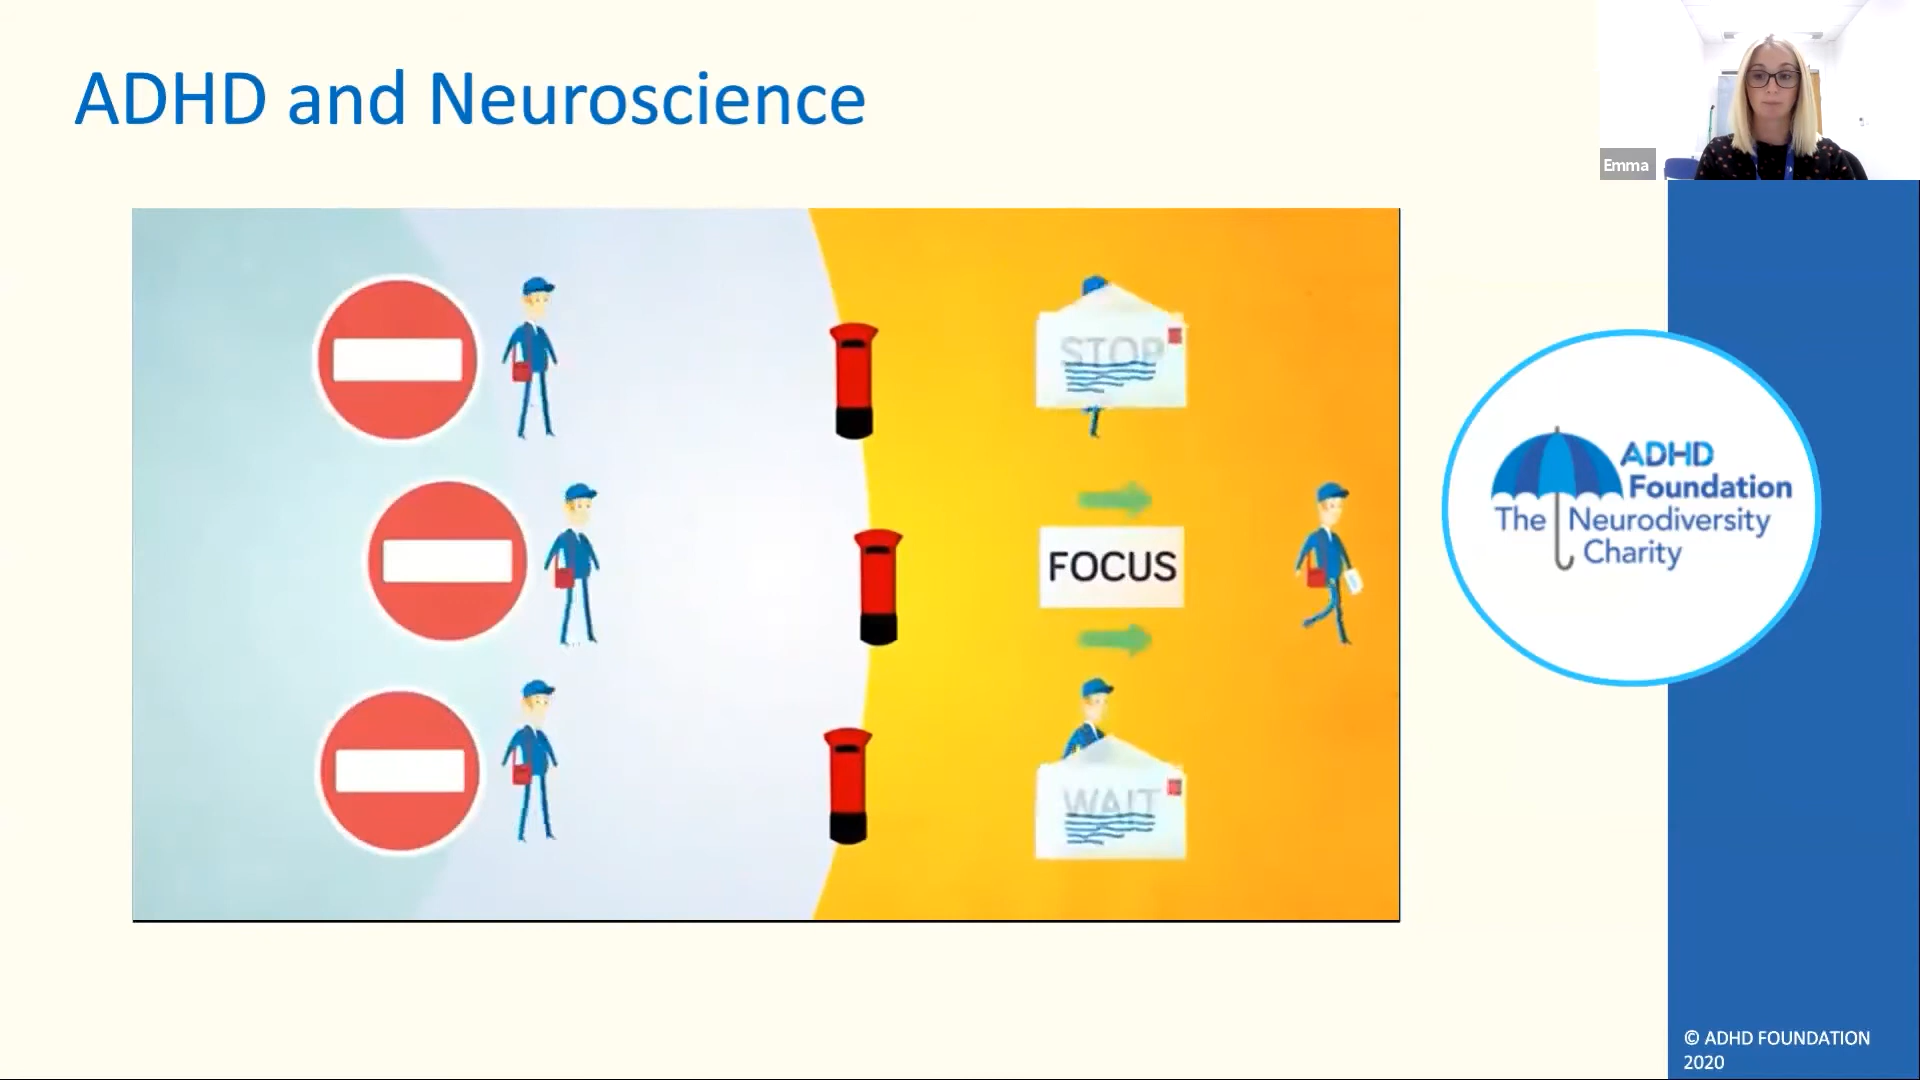 ADHD and Neuroscience
Emma
STOP
FOCUS
WAIT
ADHD
Foundation
The Neurodiversity
Charity
© ADHD FOUNDATION
2020